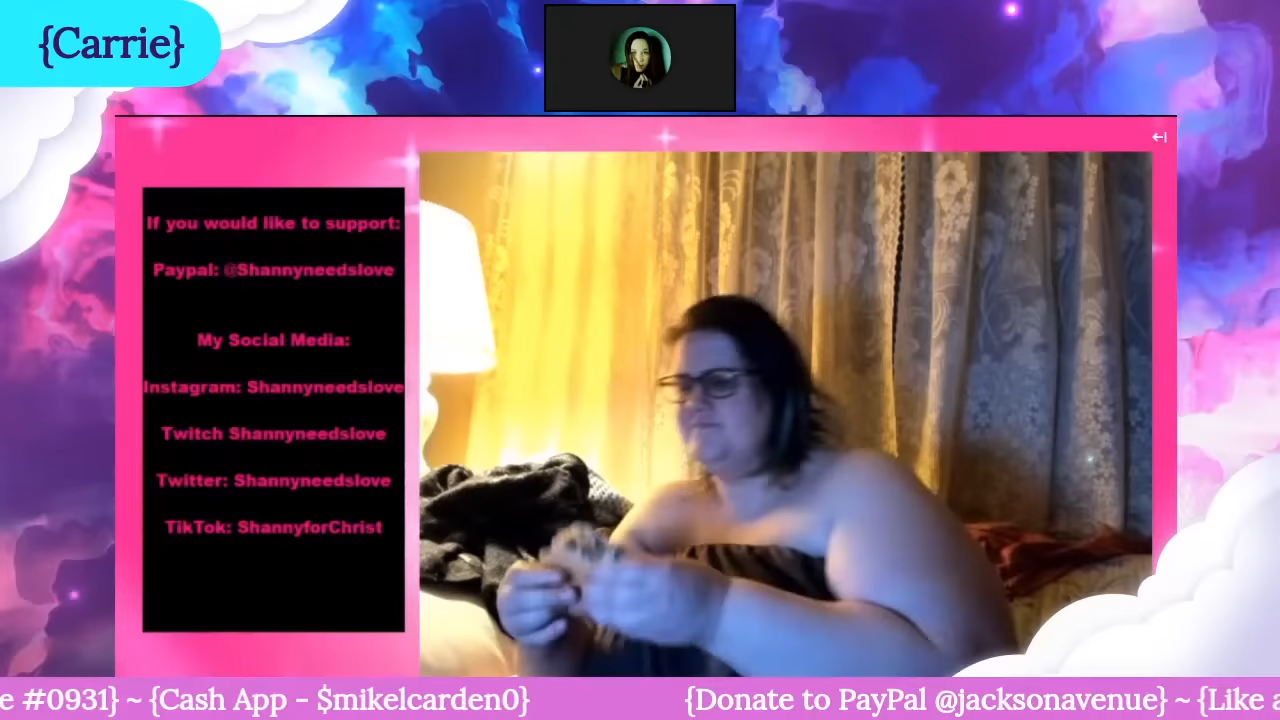 {Carrie}
If you would like to support:
Paypal: @Shannyneedslove
My Social Media:
Instagram: Shannyneedslove
Twitch Shannyneedslove
Twitter: Shannyneedslove
TikTok: ShannyforChrist
e #0931} ~ {Cash App - $mikelcarden0} {Donate to PayPal @jacksonavenue} ~ {Like a